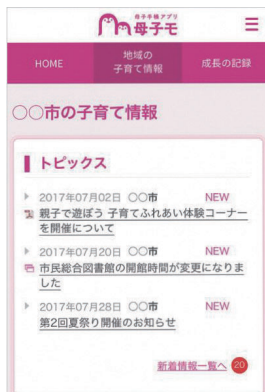 母子手帳アプリ
母子モ
HOME
地域の
子育て情報
成長の記録
○○市の子育て情報
トピックス
2017年07月02日 ○○市 NEW
親子で遊ぼう 子育てふれあい体験コーナー
を開催について
2017年07月20日 ○○市 NEW
市民総合図書館の開館時間が変更になりま
した
2017年07月28日 ○○市 NEW
第2回夏祭り開催のお知らせ
新着情報一覧へ 20